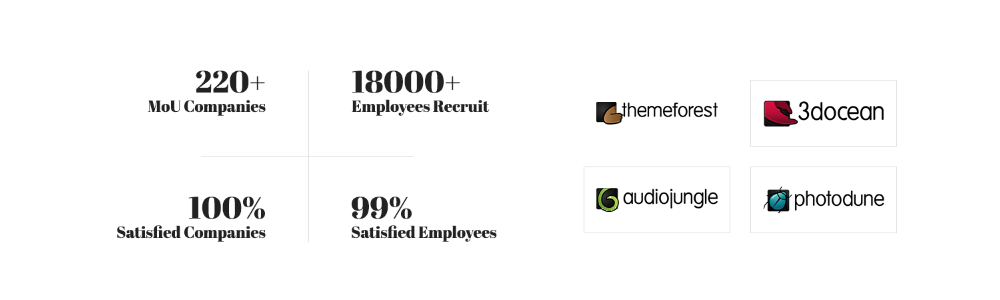 220+
MoU Companies
18000+
Employees Recruit
100%
Satisfied Companies
99%
Satisfied Employees
themeforest
3docean
audiojungle
photodune